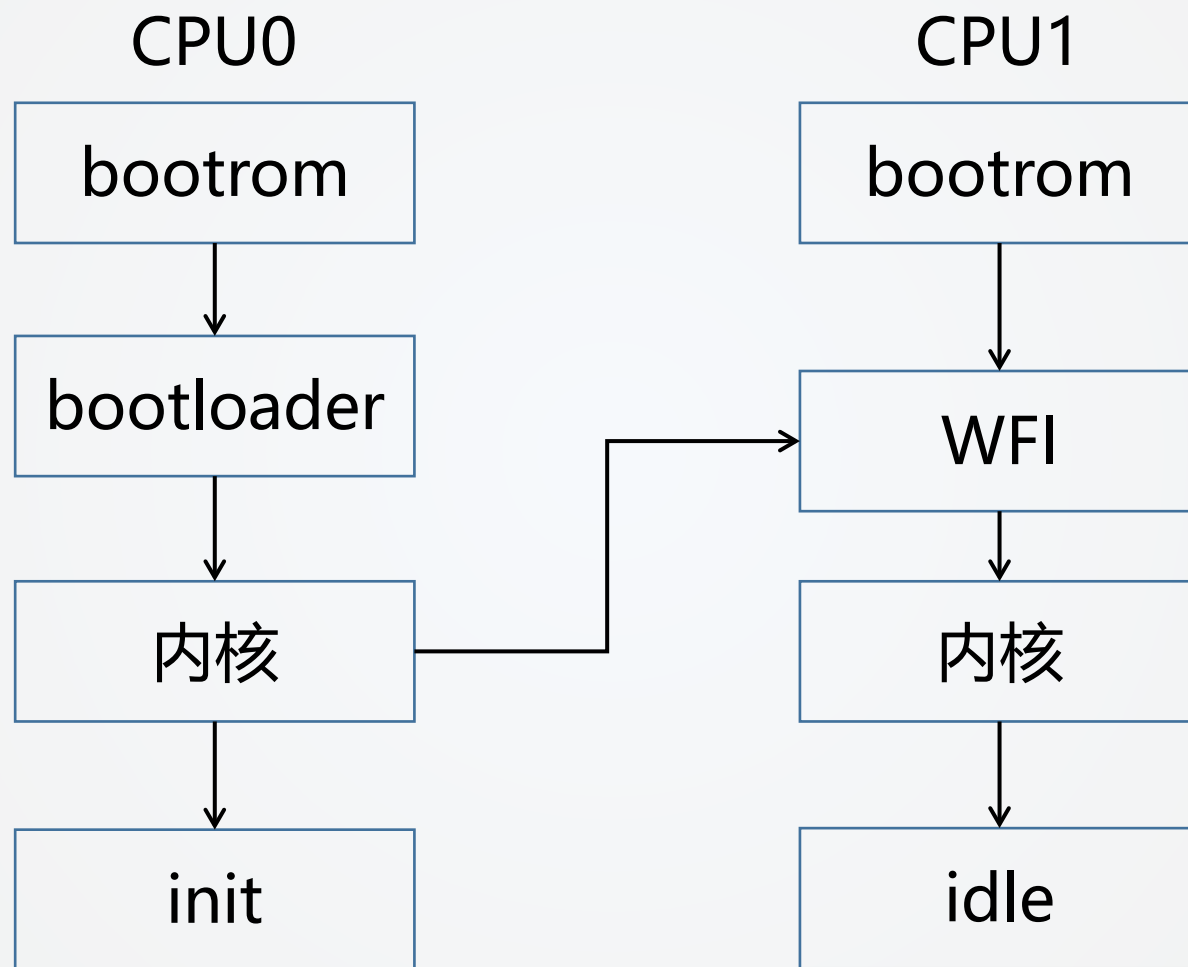 CPU0
bootrom
bootloader
内核
init
CPU1
bootrom
WFI
内核
idle